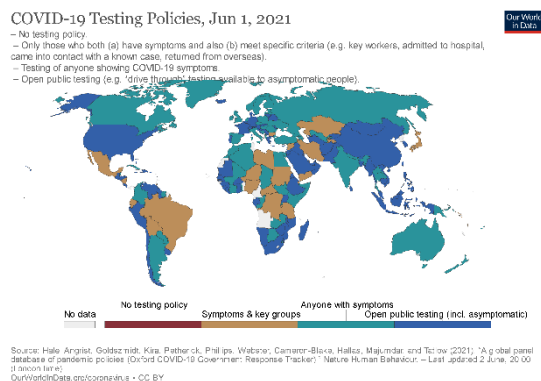 COVID-19 Testing Policies, Jun 1, 2021
Our World
in Data
– No testing policy.
– Only those who both (a) have symptoms and also (b) meet specific criteria (e.g. key workers, admitted to hospital,
came into contact with a known case, returned from overseas).
– Testing of anyone showing COVID-19 symptoms.
– Open public testing (e.g. 'drive through' testing available to asymptomatic people).
No data
No testing policy
Symptoms & key groups
Anyone with symptoms
Open public testing (incl. asymptomatic)
Source: Hale, Angrist, Goldszmidt, Kira, Petherick, Phillips, Webster, Cameron-Blake, Hallas, Majumdar, and Tatlow (2021). "A global panel
database of pandemic policies (Oxford COVID-19 Government Response Tracker)." Nature Human Behaviour. – Last updated 2 June, 20:00
(London time)
OurWorldInData.org/coronavirus • CC BY